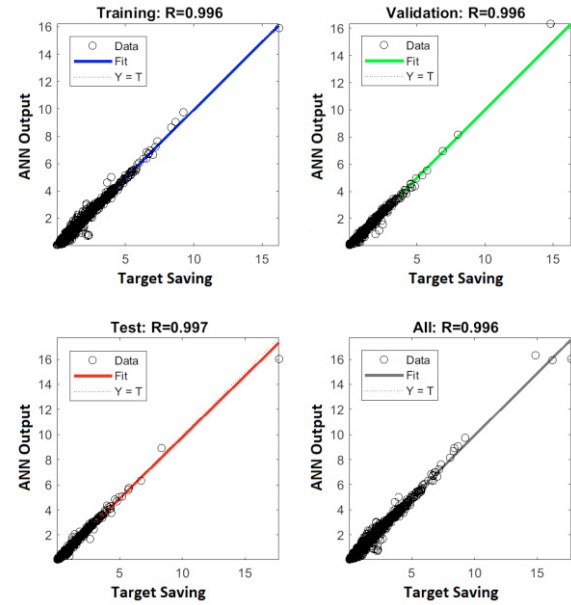 Training: R=0.996
Data
Fit
Y = T
ANN Output
16
14
12
10
8
6
4
2
5
10
15
Target Saving
Validation: R=0.996
Data
Fit
Y = T
ANN Output
16
14
12
10
8
6
4
2
5
10
15
Target Saving
Test: R=0.997
Data
Fit
Y = T
ANN Output
16
14
12
10
8
6
4
2
5
10
15
Target Saving
All: R=0.996
Data
Fit
Y = T
ANN Output
16
14
12
10
8
6
4
2
5
10
15
Target Saving